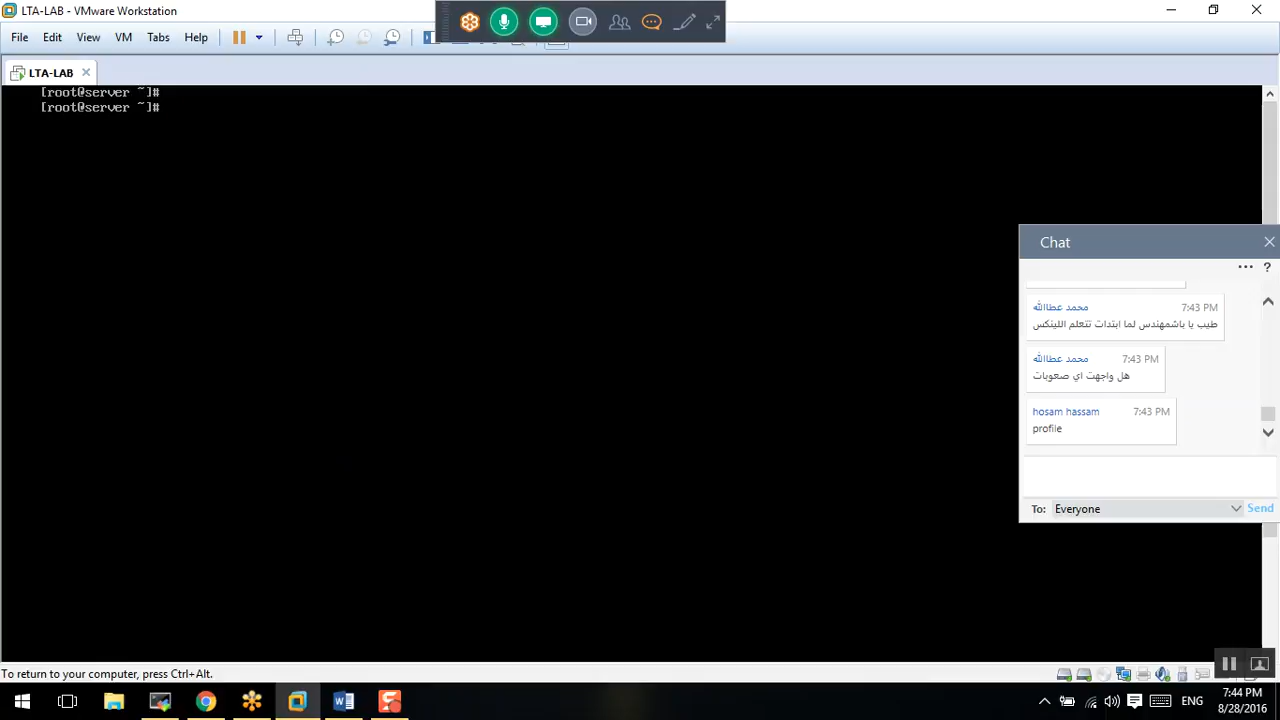 LTA-LAB - VMware Workstation
File Edit View VM Tabs Help
LTA-LAB
[root@server ~]#
[root@server ~]#
Chat
?
محمد عطاالله 7:43 PM
طيب يا باشمهندس لما ابتدات تتعلم اللينكس
محمد عطاالله 7:43 PM
هل واجهت اي صعوبات
hosam hassam 7:43 PM
profile
To: Everyone Send
To return to your computer, press Ctrl+Alt.
ENG
7:44 PM
8/28/2016